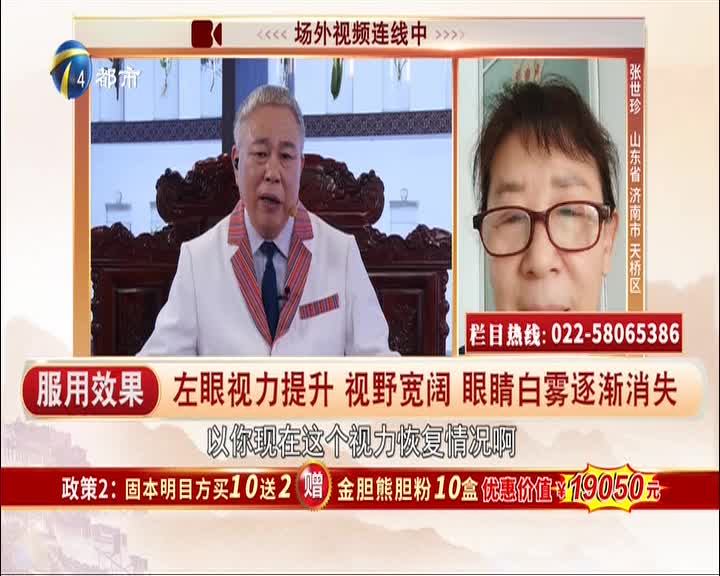 场外视频连线中
4 都市
张世珍 山东省 济南市 天桥区
栏目热线: 022-58065386
服用效果
左眼视力提升 视野宽阔 眼睛白雾逐渐消失
以你现在这个视力恢复情况啊
政策2: 固本明目方买10送2 赠 金胆熊胆粉10盒 优惠价值¥19050元